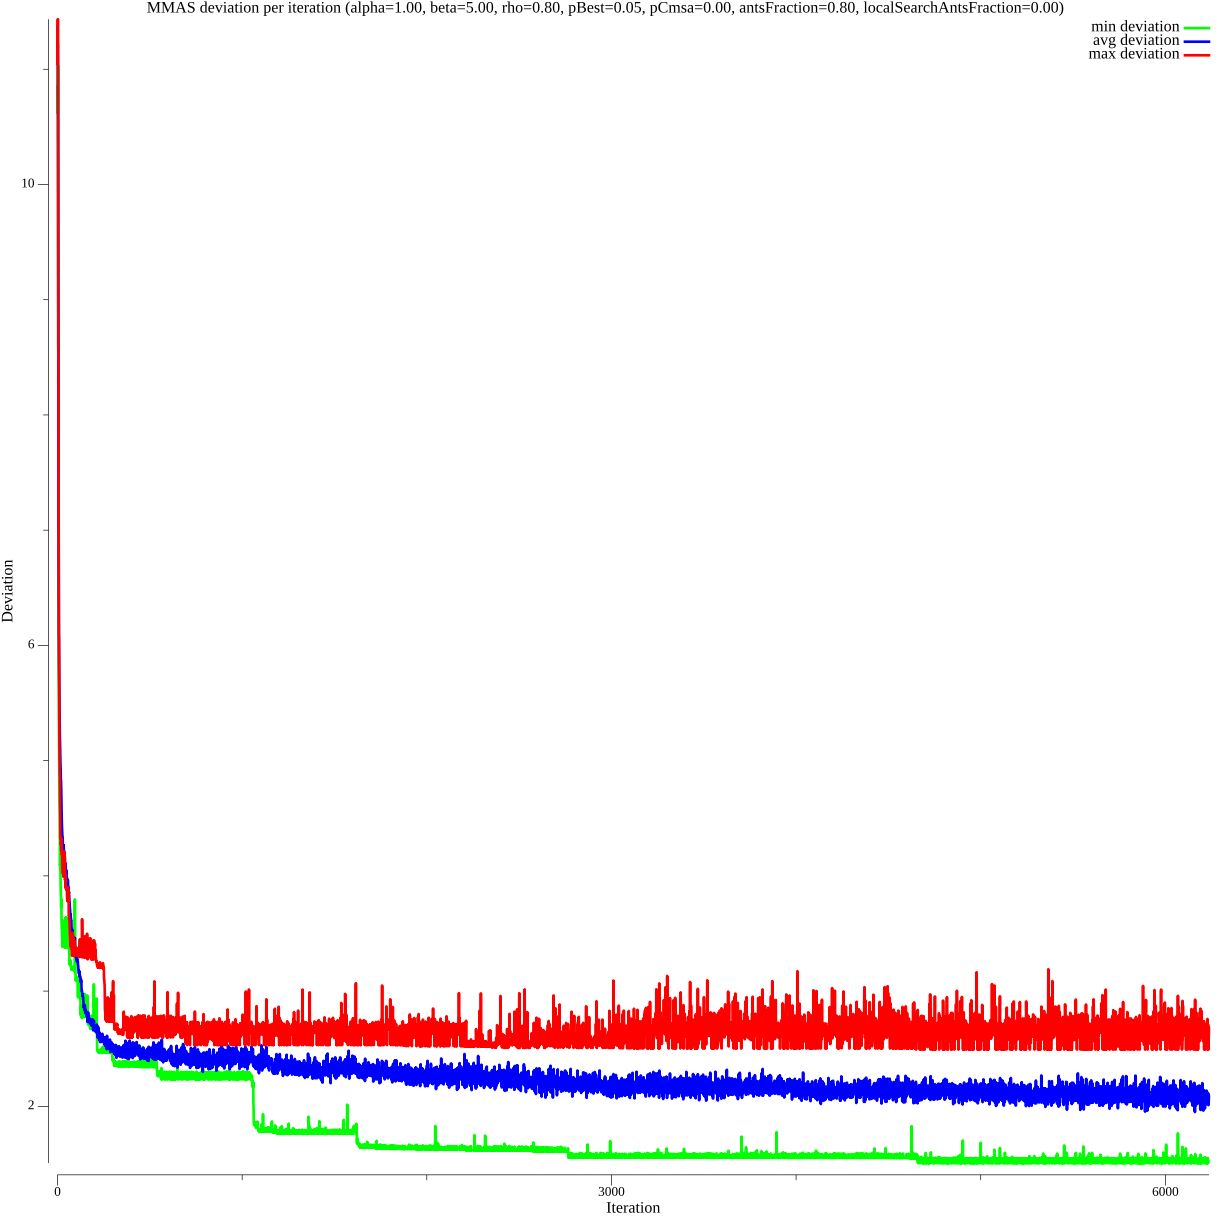 MMAS deviation per iteration (alpha=1.00, beta=5.00, rho=0.80, pBest=0.05, pCmsa=0.00, antsFraction=0.80, localSearchAntsFraction=0.00)
min deviation
avg deviation
max deviation
10
6
2
Deviation
0
3000
6000
Iteration